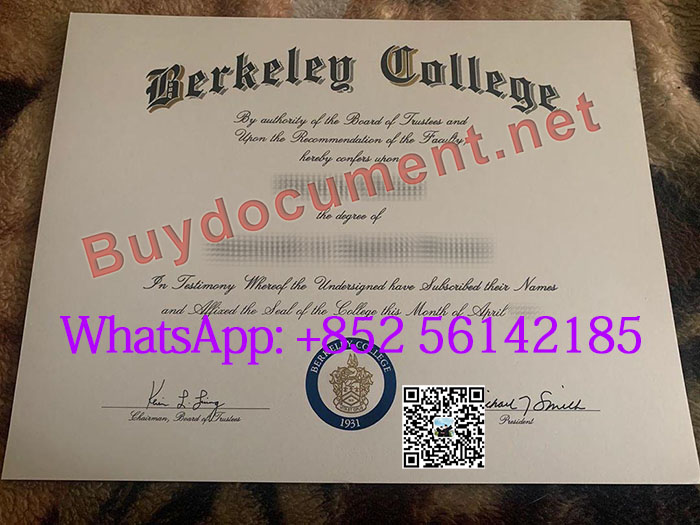 Berkeley College
By authority of the Board of Trustees and
Upon the Recommendation of the Faculty,
hereby confers upon
Buydocument.net
the degree of
In Testimony Whereof the Undersigned have Subscribed their Names
and Affixed the Seal of the College this Month of April
WhatsApp: +852 56142185
BERKELEY COLLEGE
1931
Chairman, Board of Trustees
Smith
President